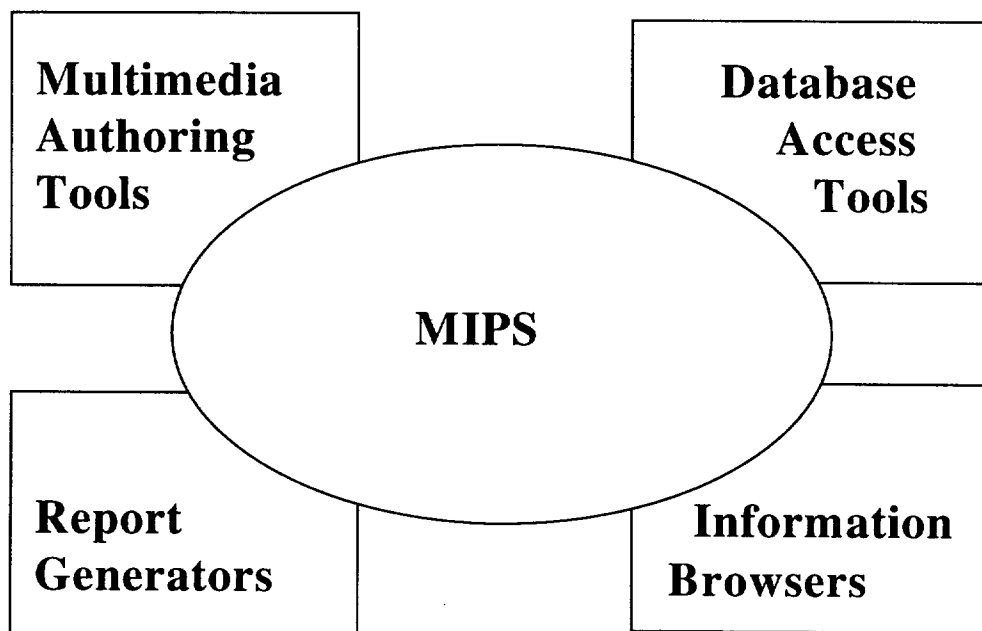 Multimedia
Authoring
Tools
Database
Access
Tools
MIPS
Report
Generators
Information
Browsers